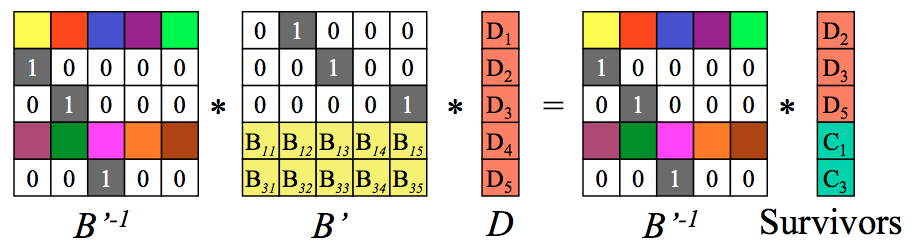 0 1 0 0 0 D1 D2
1 0 0 0 0 0 0 1 0 0 D2 1 0 0 0 0 D3
0 1 0 0 0 * 0 0 0 0 1 * D3 = 0 1 0 0 0 * D5
B11 B12 B13 B14 B15 D4 C1
0 0 1 0 0 B31 B32 B33 B34 B35 D5 0 0 1 0 0 C3
B’-1 B’ D B’-1 Survivors